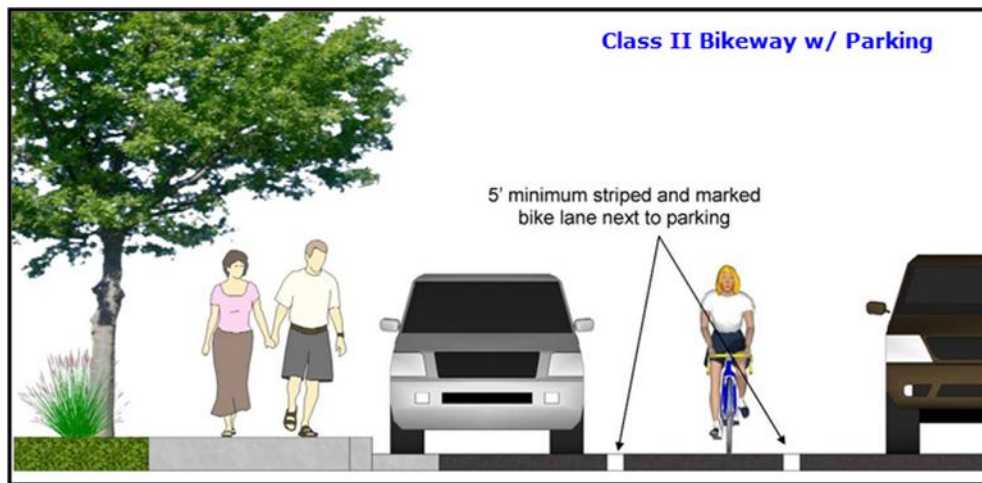 Class II Bikeway w/ Parking
5' minimum striped and marked
bike lane next to parking